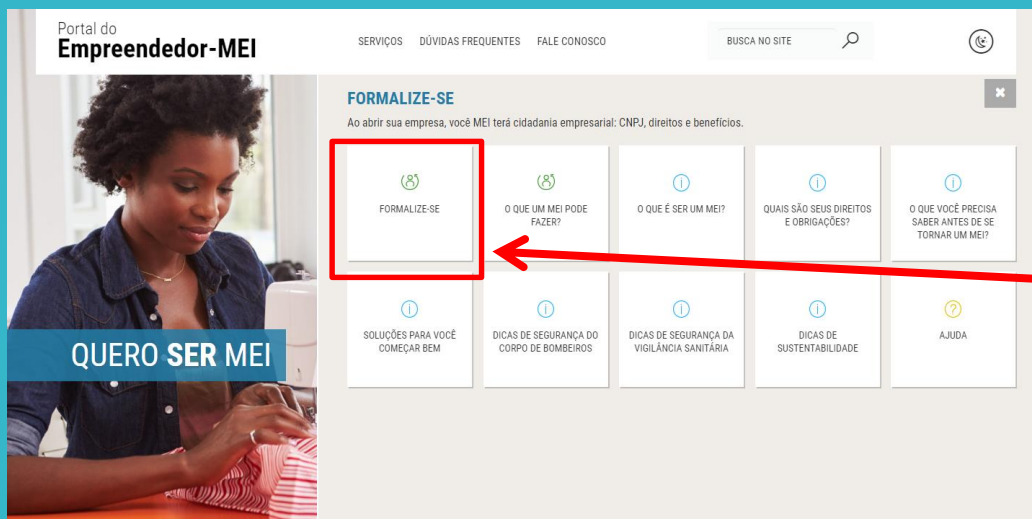 Portal do
Empreendedor-MEI
SERVIÇOS DÚVIDAS FREQUENTES FALE CONOSCO
BUSCA NO SITE
FORMALIZE-SE
Ao abrir sua empresa, você MEI terá cidadania empresarial: CNPJ, direitos e benefícios.
FORMALIZE-SE
O QUE UM MEI PODE
FAZER?
O QUE É SER UM MEI?
QUAIS SÃO SEUS DIREITOS
E OBRIGAÇÕES?
O QUE VOCÊ PRECISA
SABER ANTES DE SE
TORNAR UM MEI?
SOLUÇÕES PARA VOCÊ
COMEÇAR BEM
DICAS DE SEGURANÇA DO
CORPO DE BOMBEIROS
DICAS DE SEGURANÇA DA
VIGILÂNCIA SANITÁRIA
DICAS DE
SUSTENTABILIDADE
AJUDA
QUERO SER MEI